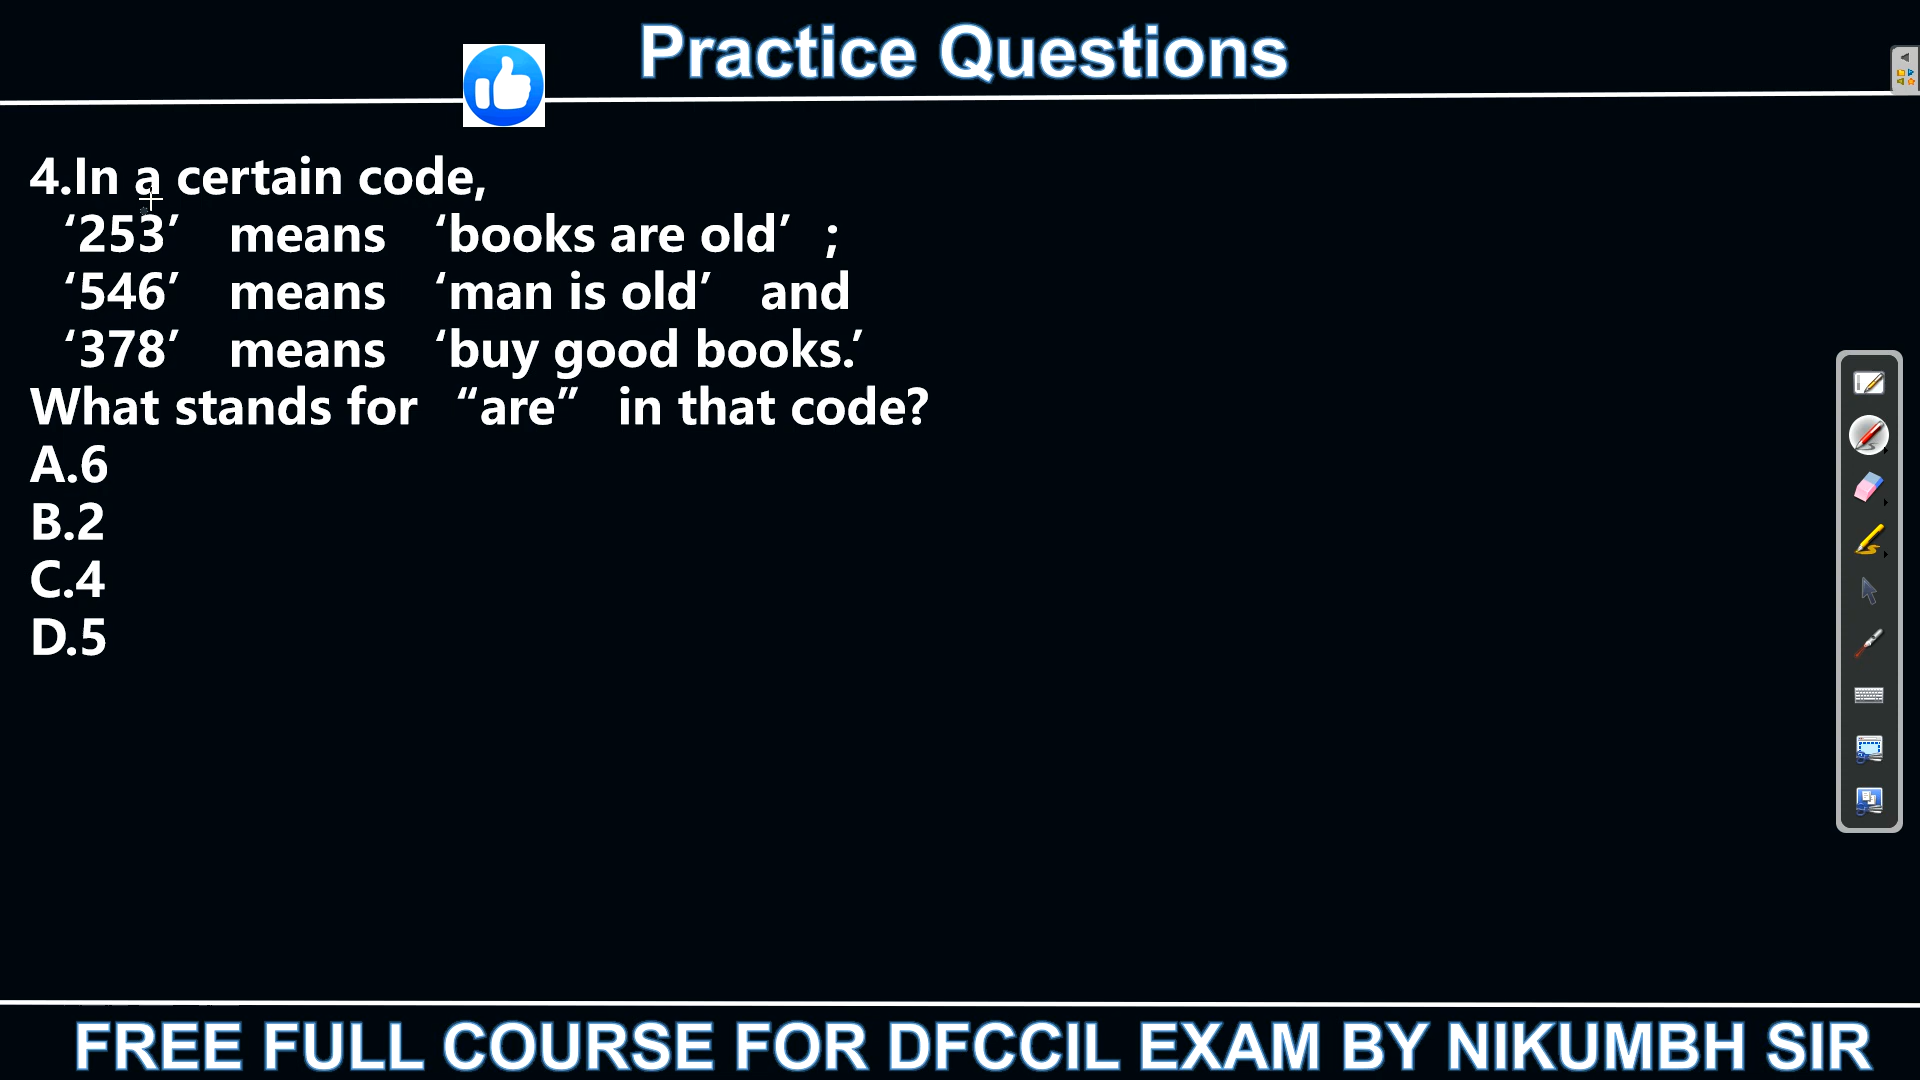 Practice Questions
4.In a certain code,
‘253’ means ‘books are old’ ;
‘546’ means ‘man is old’ and
‘378’ means ‘buy good books.’
What stands for “are” in that code?
A.6
B.2
C.4
D.5
FREE FULL COURSE FOR DFCCIL EXAM BY NIKUMBH SIR